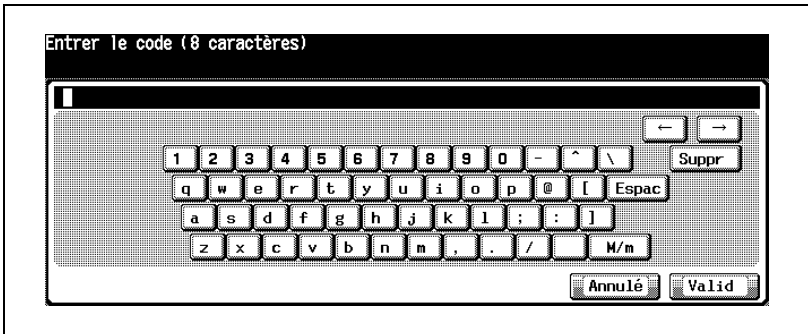 Entrer le code (8 caractères)
← →
1 2 3 4 5 6 7 8 9 0 - ^ \ Suppr
q w e r t y u i o p @ [ Espac
a s d f g h j k l ; : ]
z x c v b n m , . / M/m
Annulé Valid